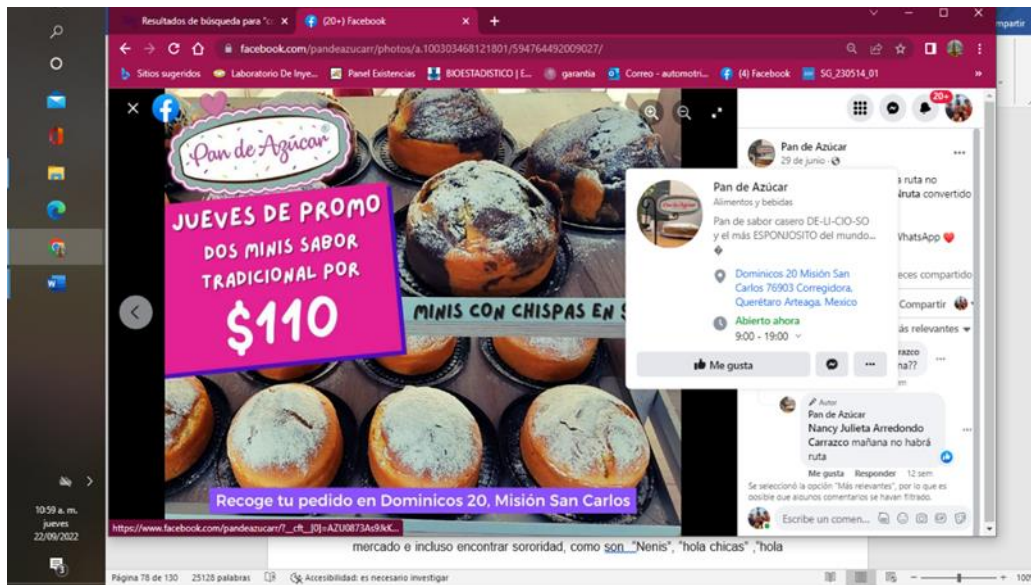 Resultados de búsqueda para "c
(20+) Facebook
mpartir
facebook.com/pandeazucarr/photos/a.100303468121801/594764492009027/
Sitios sugeridos
Laboratorio De Inye...
Panel Existencias
BIOESTADISTICO | E...
garantia
Correo - automotri...
(4) Facebook
SG_230514_01
Pan de Azúcar
JUEVES DE PROMO
DOS MINIS SABOR
TRADICIONAL POR
$110
MINIS CON CHISPAS EN S
Recoge tu pedido en Dominicos 20, Misión San Carlos
20+
Pan de Azúcar
29 de junio
a ruta no
#ruta convertido
WhatsApp
eces compartido
Compartir
ás relevantes
Pan de Azúcar
Alimentos y bebidas
Pan de sabor casero DE-LI-CIO-SO
y el más ESPONJOSITO del mundo...
Dominicos 20 Misión San
Carlos 76903 Corregidora,
Querétaro Arteaga, Mexico
Abierto ahora
9:00 - 19:00
Me gusta
razco
na??
Autor
Pan de Azúcar
Nancy Julieta Arredondo
Carrazco mañana no habrá
ruta
Me gusta Responder 12 sem
Se seleccionó la opción "Más relevantes", por lo que es
posible que algunos comentarios se hayan filtrado.
Escribe un comen...
10:59 a. m.
jueves
22/09/2022
mercado e incluso encontrar sororidad, como son "Nenis", "hola chicas" ,"hola
Página 78 de 130
25128 palabras
Accesibilidad: es necesario investigar
100